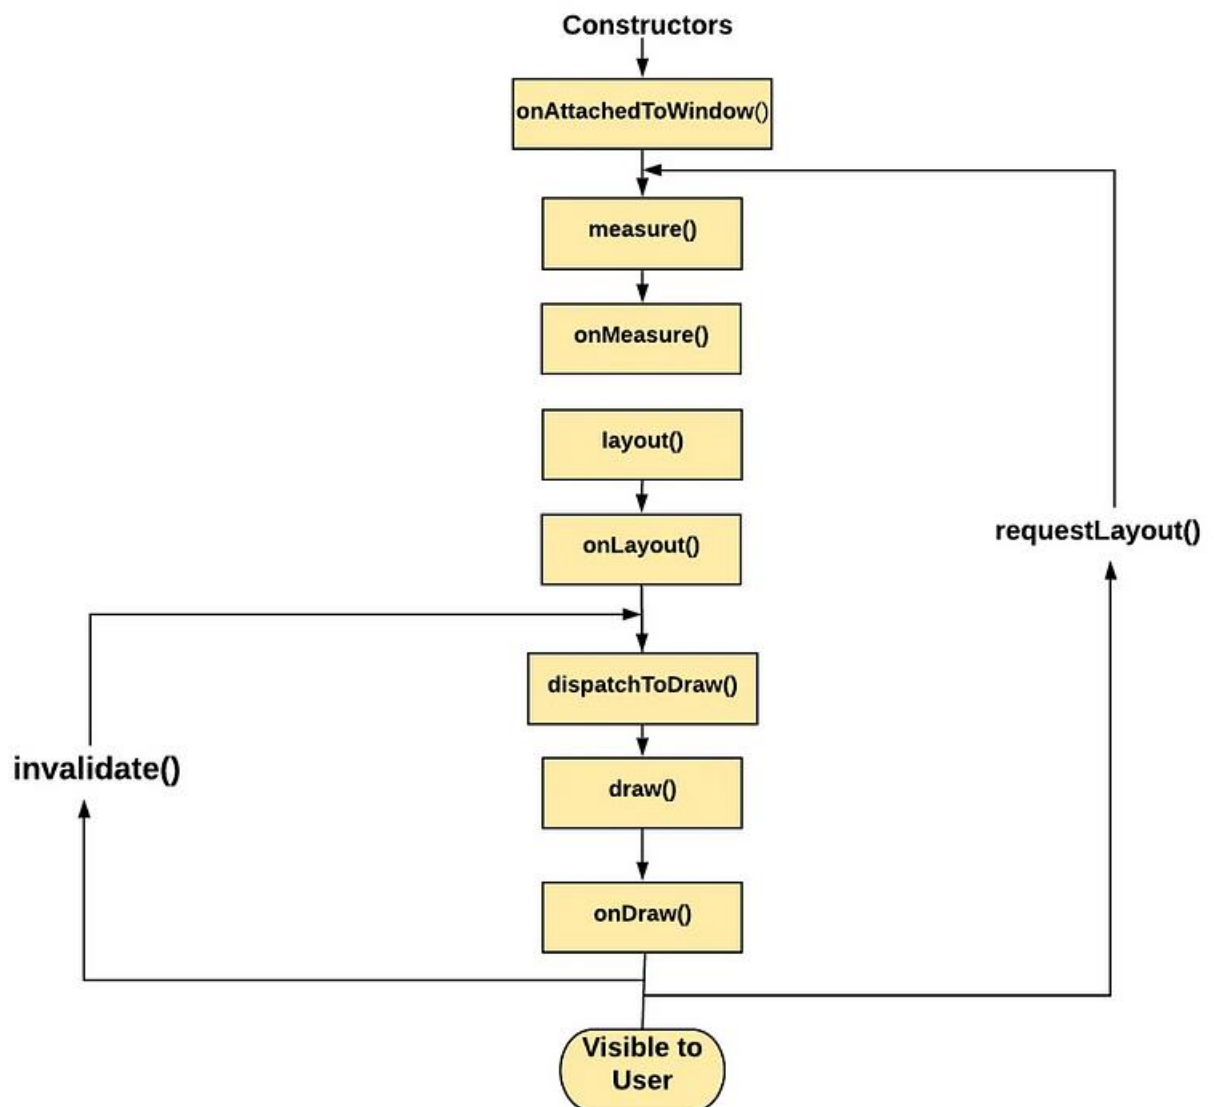 Constructors
onAttachedToWindow()
measure()
onMeasure()
layout()
onLayout()
requestLayout()
dispatchToDraw()
invalidate()
draw()
onDraw()
Visible to
User